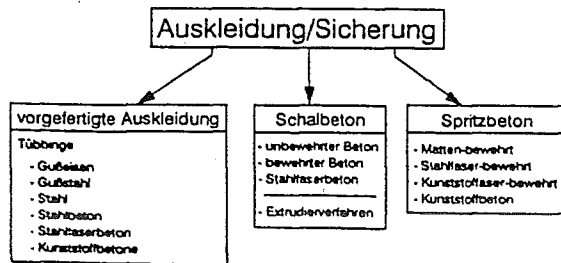 Auskleidung/Sicherung
vorgefertigte Auskleidung
Tübbinge
- Gußeisen
- Gußstahl
- Stahl
- Stahlbeton
- Stahlfaserbeton
- Kunststoffbetone
Schalbeton
- unbewehrter Beton
- bewehrter Beton
- Stahlfaserbeton
- Extrudierverfahren
Spritzbeton
- Matten-bewehrt
- Stahlfaser-bewehrt
- Kunststoffaser-bewehrt
- Kunststoffbeton